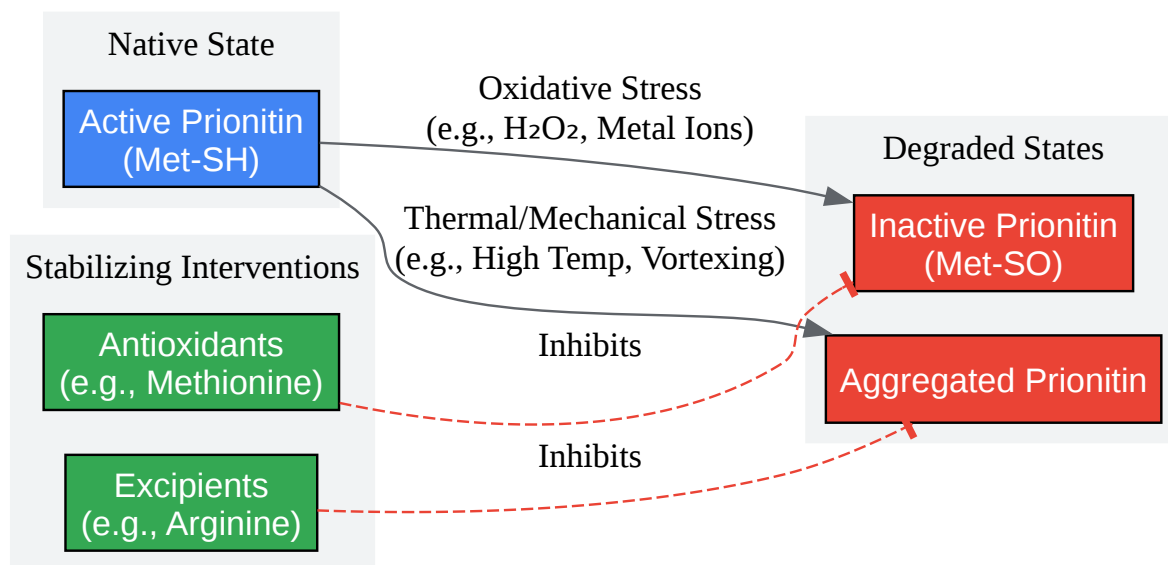 Native State
Active Prionitin
(Met-SH)
Oxidative Stress
(e.g., H₂O₂, Metal Ions)
Thermal/Mechanical Stress
(e.g., High Temp, Vortexing)
Degraded States
Inactive Prionitin
(Met-SO)
Aggregated Prionitin
Stabilizing Interventions
Antioxidants
(e.g., Methionine)
Inhibits
Excipients
(e.g., Arginine)
Inhibits